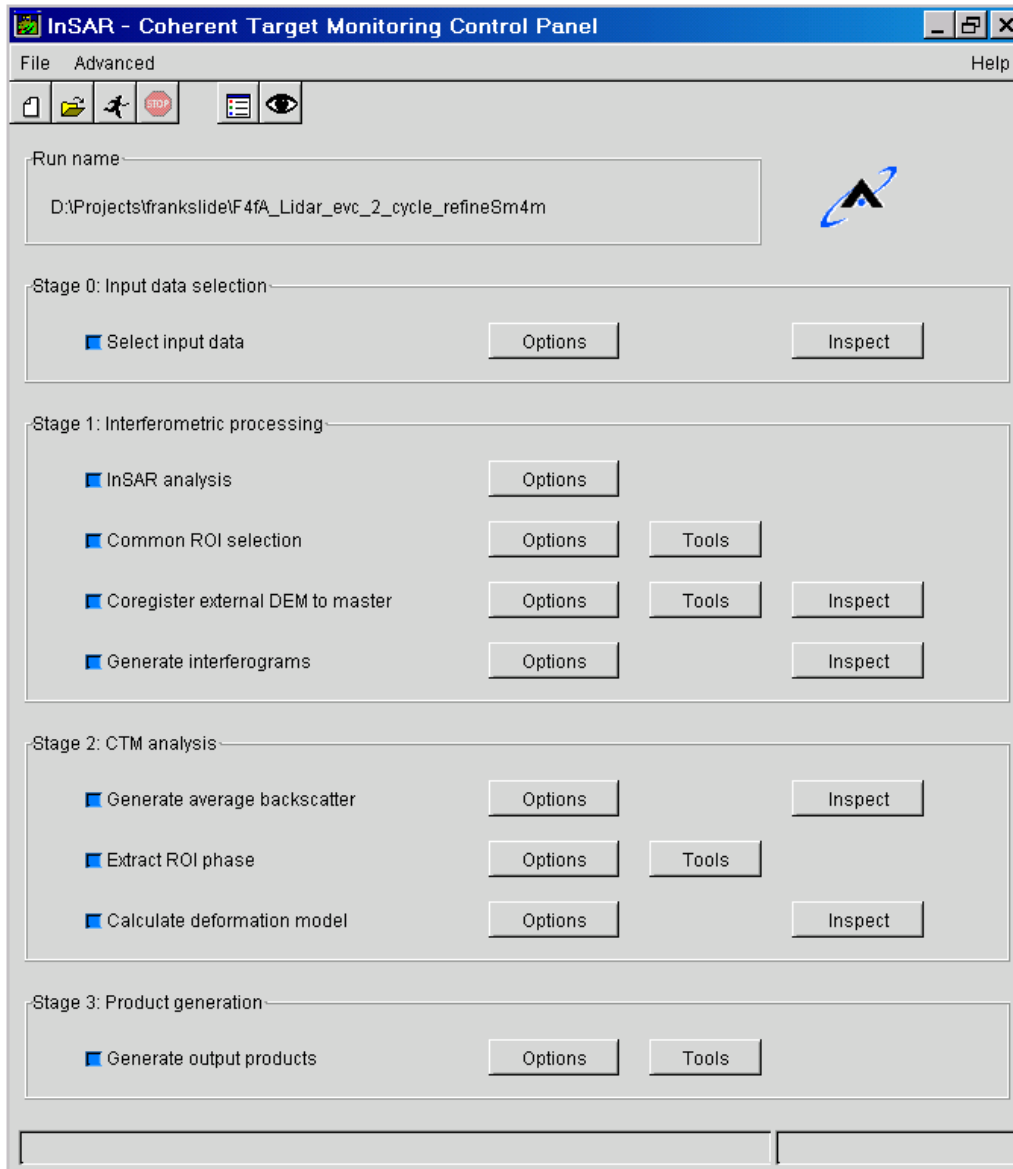 InSAR - Coherent Target Monitoring Control Panel
File Advanced Help
STOP
Run name
D:\Projects\frankslide\F4fA_Lidar_evc_2_cycle_refineSm4m
Stage 0: Input data selection
Select input data Options Inspect
Stage 1: Interferometric processing
InSAR analysis Options
Common ROI selection Options Tools
Coregister external DEM to master Options Tools Inspect
Generate interferograms Options Inspect
Stage 2: CTM analysis
Generate average backscatter Options Inspect
Extract ROI phase Options Tools
Calculate deformation model Options Inspect
Stage 3: Product generation
Generate output products Options Tools